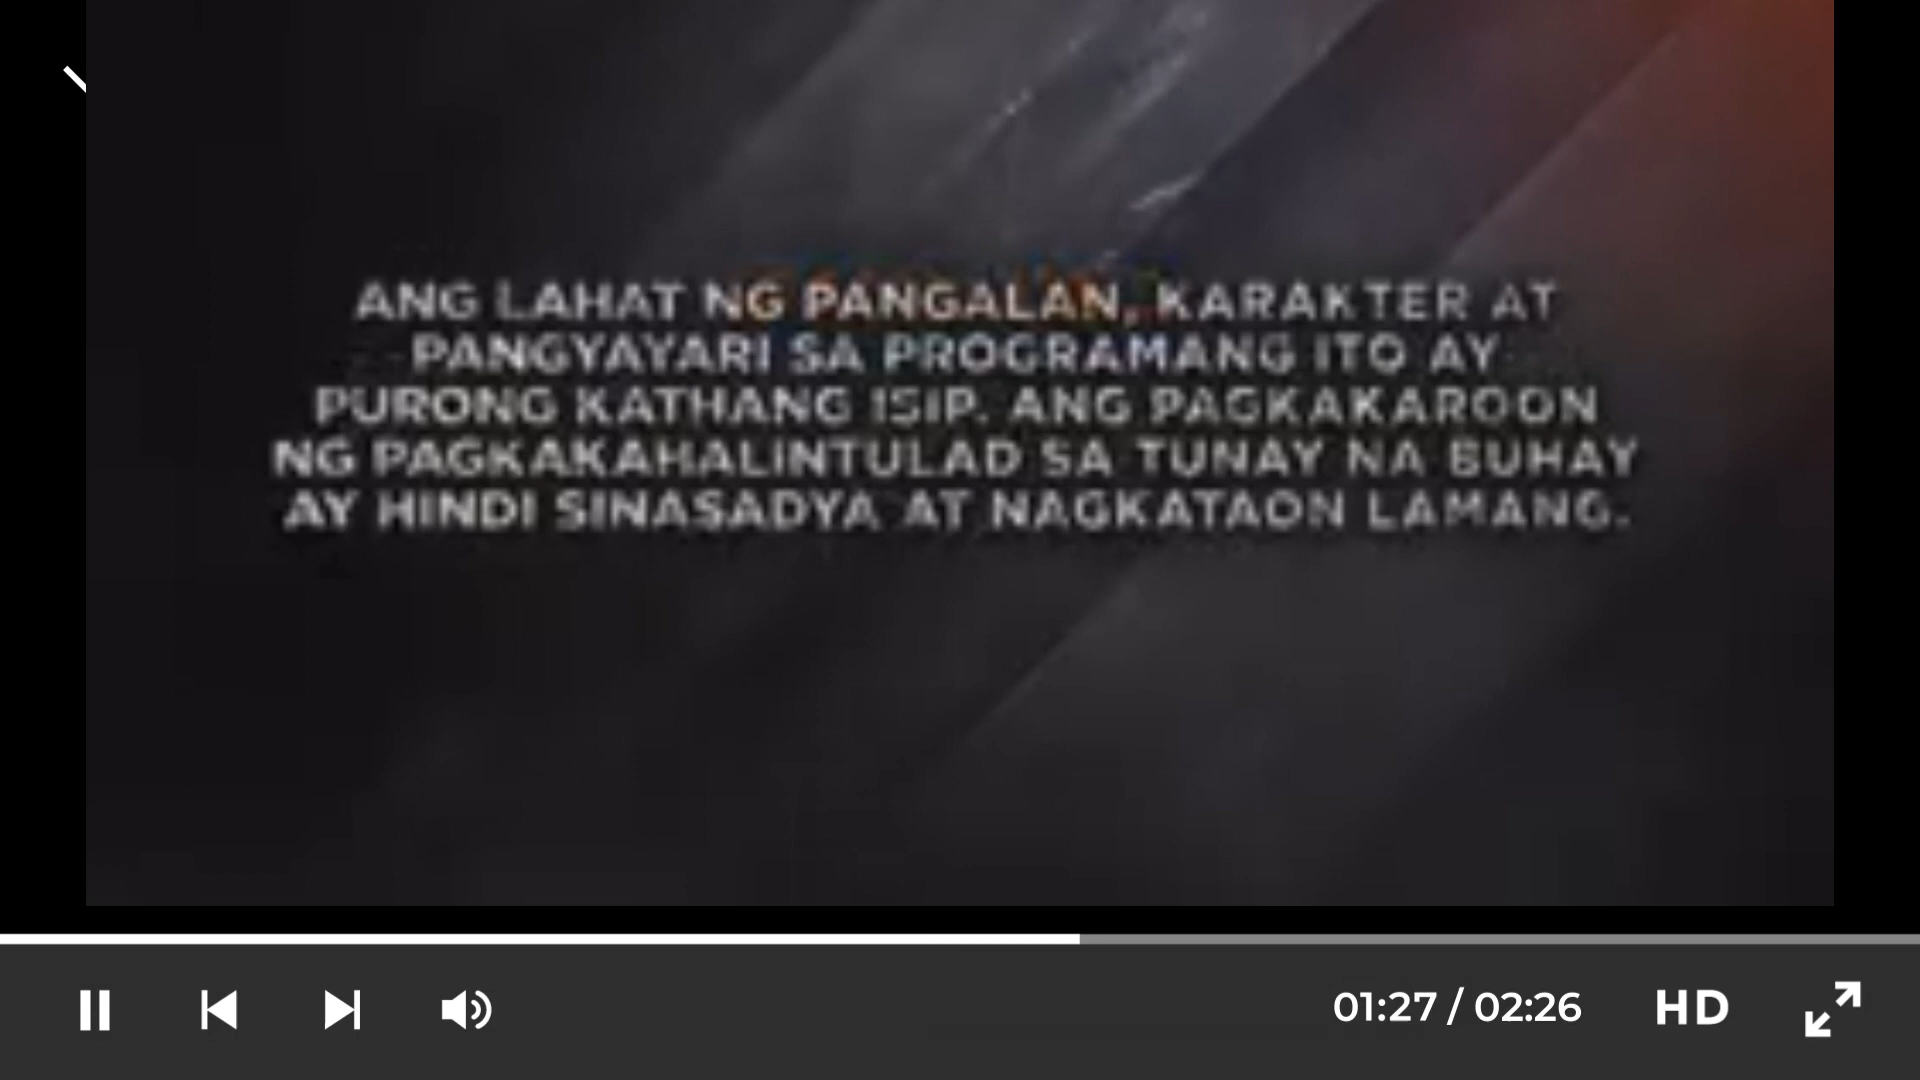 ANG LAHAT NG PANGALAN, KARAKTER AT
PANGYAYARI SA PROGRAMANG ITO AY
PURONG KATHANG ISIP. ANG PAGKAKAROON
NG PAGKAKAHALINTULAD SA TUNAY NA BUHAY
AY HINDI SINASADYA AT NAGKATAON LAMANG.
01:27 / 02:26 HD